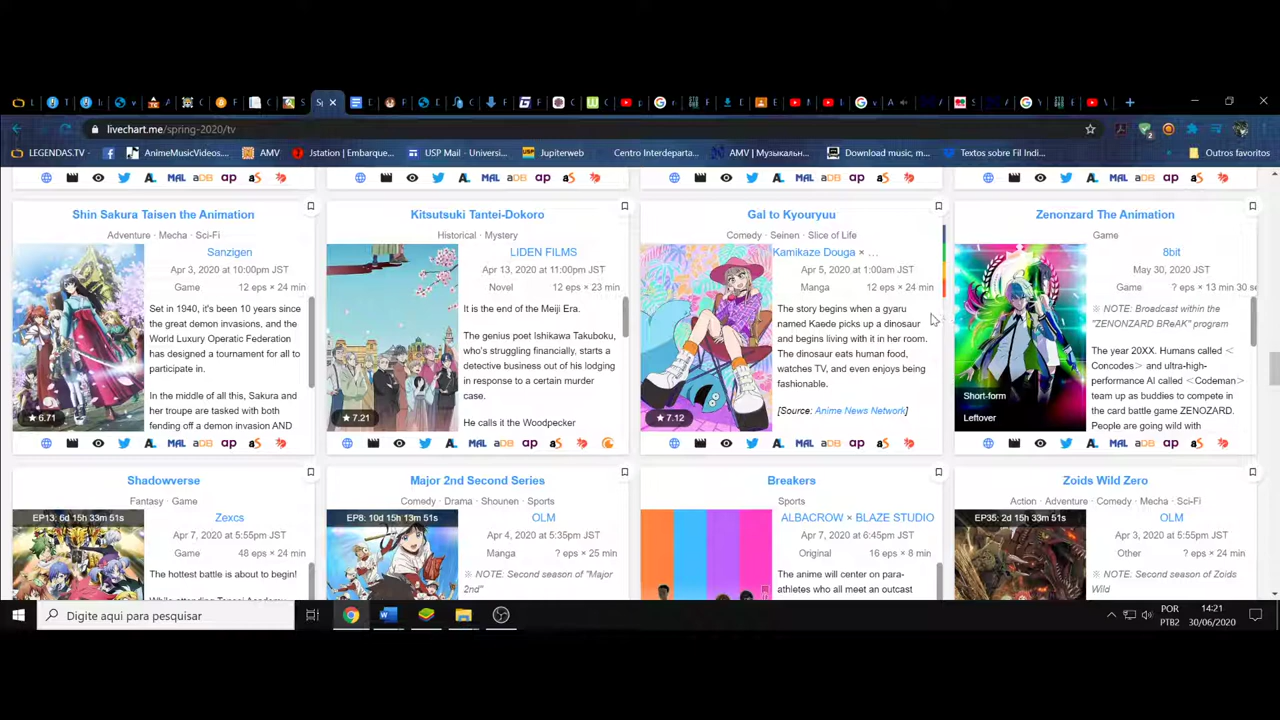 livechart.me/spring-2020/tv
LEGENDAS.TV
AnimeMusicVideos...
AMV
Jstation | Embarque...
USP Mail - Universi...
Jupiterweb
Centro Interdeparta...
AMV | Музыкальн...
Download music, m...
Textos sobre Fil Indi...
Outros favoritos
Shin Sakura Taisen the Animation
Adventure · Mecha · Sci-Fi
Sanzigen
Apr 3, 2020 at 10:00pm JST
Game 12 eps × 24 min
Set in 1940, it's been 10 years since
the great demon invasions, and the
World Luxury Operatic Federation
has designed a tournament for all to
participate in.
In the middle of all this, Sakura and
her troupe are tasked with both
fending off a demon invasion AND
★ 6.71
Kitsutsuki Tantei-Dokoro
Historical · Mystery
LIDEN FILMS
Apr 13, 2020 at 11:00pm JST
Novel 12 eps × 23 min
It is the end of the Meiji Era.
The genius poet Ishikawa Takuboku,
who's struggling financially, starts a
detective business out of his lodging
in response to a certain murder
case.
He calls it the Woodpecker
★ 7.21
Gal to Kyouryuu
Comedy · Seinen · Slice of Life
Kamikaze Douga × ...
Apr 5, 2020 at 1:00am JST
Manga 12 eps × 24 min
The story begins when a gyaru
named Kaede picks up a dinosaur
and begins living with it in her room.
The dinosaur eats human food,
watches TV, and even enjoys being
fashionable.
[Source: Anime News Network]
★ 7.12
Zenonzard The Animation
Game
8bit
May 30, 2020 at JST
Game ? eps × 13 min 30 se
※ NOTE: Broadcast within the
"ZENONZARD BReAK" program
The year 20XX. Humans called <
Concodes> and ultra-high-
performance AI called <Codeman>
team up as buddies to compete in
the card battle game ZENOZARD.
People are going wild with
Short-form
Leftover
Shadowverse
Fantasy · Game
EP13: 6d 15h 33m 51s
Zexcs
Apr 7, 2020 at 5:55pm JST
Game 48 eps × 24 min
The hottest battle is about to begin!
Major 2nd Second Series
Comedy · Drama · Shounen · Sports
EP8: 10d 15h 13m 51s
OLM
Apr 4, 2020 at 5:35pm JST
Manga ? eps × 25 min
※ NOTE: Second season of "Major
2nd"
Breakers
Sports
ALBACROW × BLAZE STUDIO
Apr 7, 2020 at 6:45pm JST
Original 16 eps × 8 min
The anime will center on para-
athletes who all meet an outcast
Zoids Wild Zero
Action · Adventure · Comedy · Mecha · Sci-Fi
EP35: 2d 15h 33m 51s
OLM
Apr 3, 2020 at 5:55pm JST
Other ? eps × 24 min
※ NOTE: Second season of Zoids
Wild
Digite aqui para pesquisar
POR
PTB2
14:21
30/06/2020